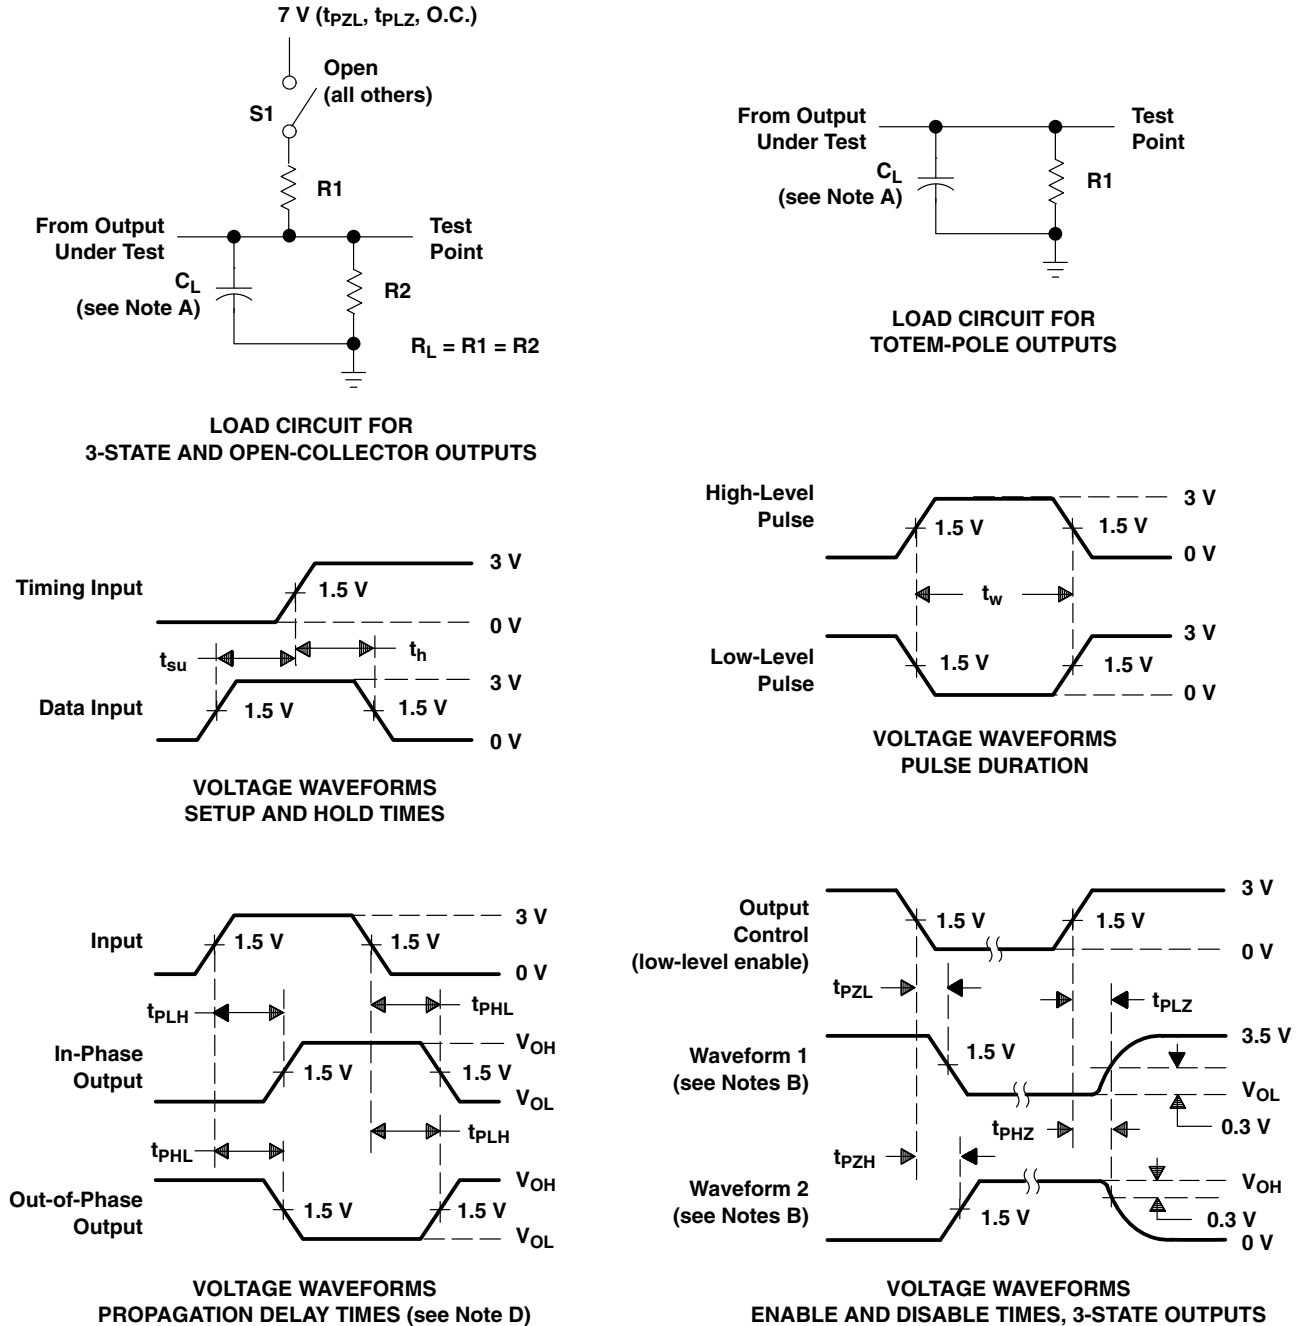 7 V (tPZL, tPLZ, O.C.)
Open
(all others)
S1
R1
From Output
Under Test
Test
Point
CL
(see Note A)
R2
RL = R1 = R2
LOAD CIRCUIT FOR
3-STATE AND OPEN-COLLECTOR OUTPUTS
From Output
Under Test
Test
Point
CL
(see Note A)
R1
LOAD CIRCUIT FOR
TOTEM-POLE OUTPUTS
Timing Input
1.5 V
3 V
0 V
tsu
th
Data Input
1.5 V
1.5 V
3 V
0 V
VOLTAGE WAVEFORMS
SETUP AND HOLD TIMES
High-Level
Pulse
1.5 V
1.5 V
3 V
0 V
tw
Low-Level
Pulse
1.5 V
1.5 V
3 V
0 V
VOLTAGE WAVEFORMS
PULSE DURATION
Input
1.5 V
1.5 V
3 V
0 V
tPLH
tPHL
In-Phase
Output
1.5 V
1.5 V
VOH
VOL
tPHL
tPLH
Out-of-Phase
Output
1.5 V
1.5 V
VOH
VOL
VOLTAGE WAVEFORMS
PROPAGATION DELAY TIMES (see Note D)
Output
Control
(low-level enable)
1.5 V
1.5 V
3 V
0 V
tPZL
tPLZ
Waveform 1
(see Notes B)
1.5 V
3.5 V
VOL
0.3 V
tPHZ
tPZH
Waveform 2
(see Notes B)
1.5 V
VOH
0.3 V
0 V
VOLTAGE WAVEFORMS
ENABLE AND DISABLE TIMES, 3-STATE OUTPUTS